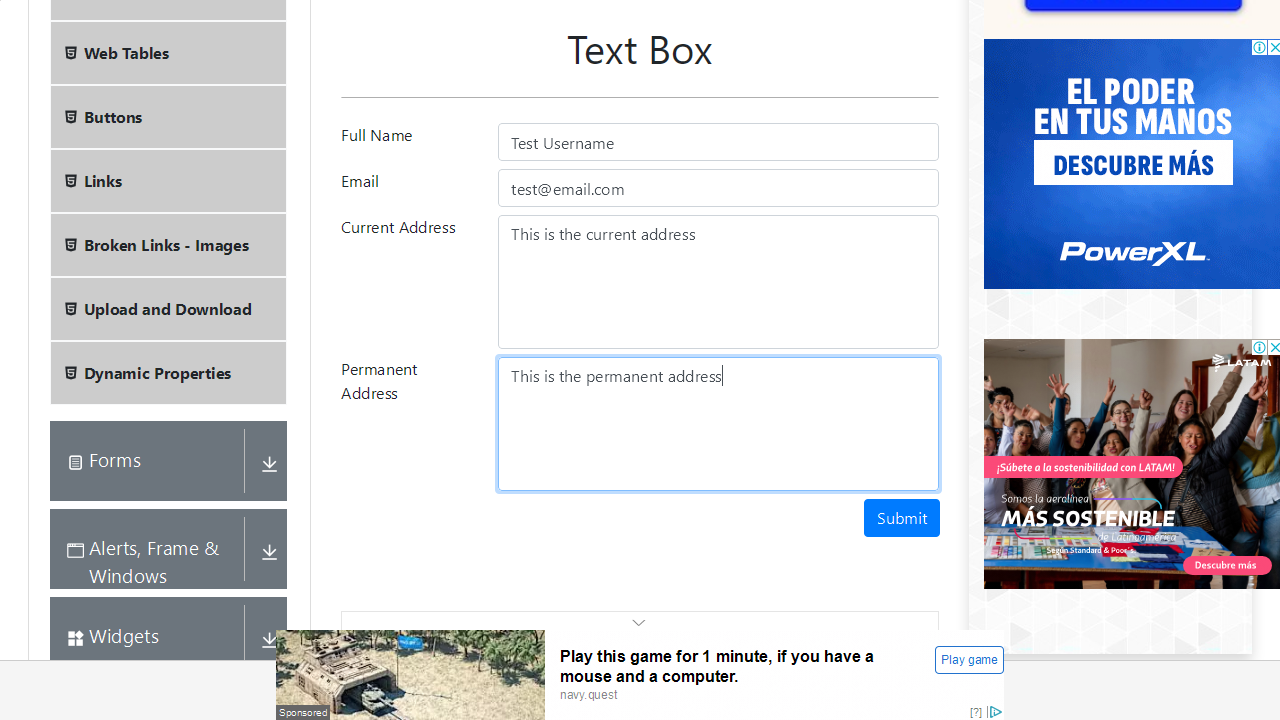 Text Box
Web Tables
Buttons
Links
Broken Links - Images
Upload and Download
Dynamic Properties
Forms
Alerts, Frame &
Windows
Widgets
Full Name
Test Username
Email
test@email.com
Current Address
This is the current address
Permanent
Address
This is the permanent address
Submit
EL PODER
EN TUS MANOS
DESCUBRE MÁS
PowerXL
LATAM
¡Súbete a la sostenibilidad con LATAM!
Somos la aerolínea
MÁS SOSTENIBLE
de Latinoamérica
Según Standard & Poor's
Descubre más
Sponsored
Play this game for 1 minute, if you have a
mouse and a computer.
navy.quest
Play game
[?]